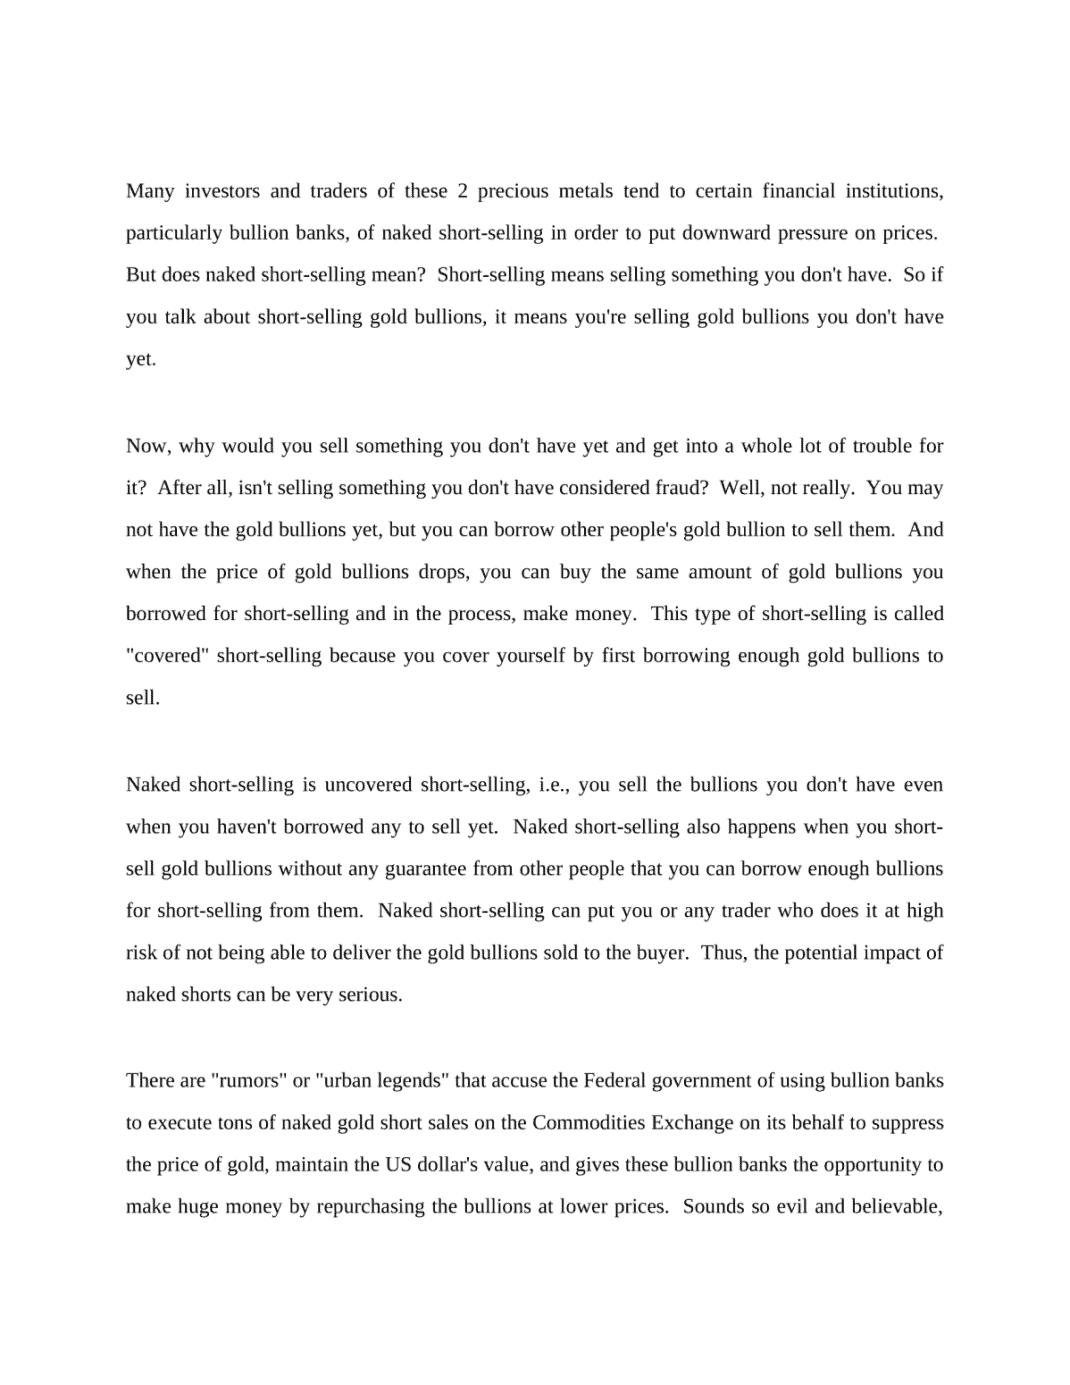 Many investors and traders of these 2 precious metals tend to certain financial institutions,
particularly bullion banks, of naked short-selling in order to put downward pressure on prices.
But does naked short-selling mean?  Short-selling means selling something you don't have.  So if
you talk about short-selling gold bullions, it means you're selling gold bullions you don't have
yet.
Now, why would you sell something you don't have yet and get into a whole lot of trouble for
it?  After all, isn't selling something you don't have considered fraud?  Well, not really.  You may
not have the gold bullions yet, but you can borrow other people's gold bullion to sell them.  And
when the price of gold bullions drops, you can buy the same amount of gold bullions you
borrowed for short-selling and in the process, make money.  This type of short-selling is called
"covered" short-selling because you cover yourself by first borrowing enough gold bullions to
sell.
Naked short-selling is uncovered short-selling, i.e., you sell the bullions you don't have even
when you haven't borrowed any to sell yet.  Naked short-selling also happens when you short-
sell gold bullions without any guarantee from other people that you can borrow enough bullions
for short-selling from them.  Naked short-selling can put you or any trader who does it at high
risk of not being able to deliver the gold bullions sold to the buyer.  Thus, the potential impact of
naked shorts can be very serious.
There are "rumors" or "urban legends" that accuse the Federal government of using bullion banks
to execute tons of naked gold short sales on the Commodities Exchange on its behalf to suppress
the price of gold, maintain the US dollar's value, and gives these bullion banks the opportunity to
make huge money by repurchasing the bullions at lower prices.  Sounds so evil and believable,